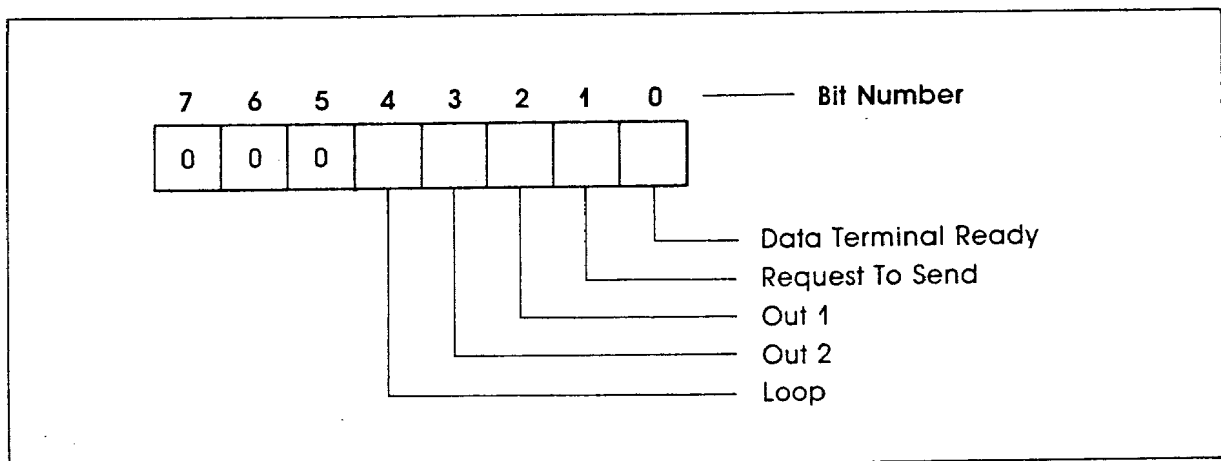 7 6 5 4 3 2 1 0 Bit Number
0 0 0
Data Terminal Ready
Request To Send
Out 1
Out 2
Loop